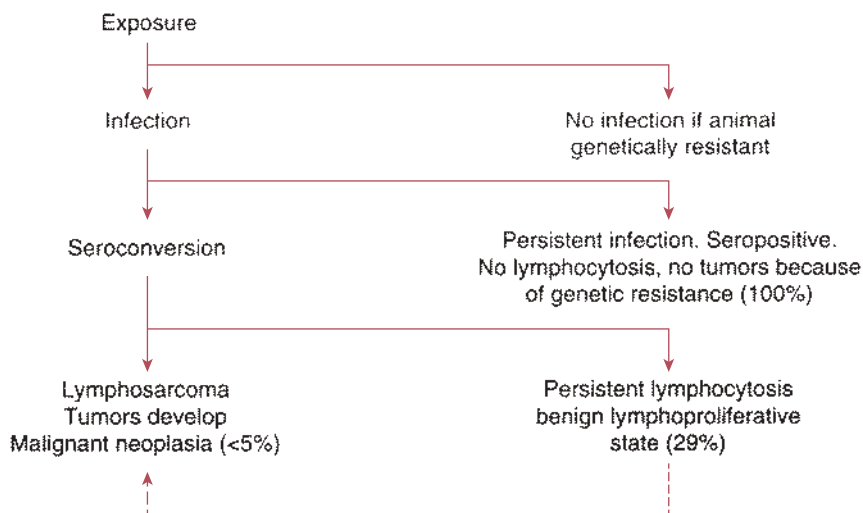 Exposure
Infection
No infection if animal
genetically resistant
Seroconversion
Persistent infection. Seropositive.
No lymphocytosis, no tumors because
of genetic resistance (100%)
Lymphosarcoma
Tumors develop
Malignant neoplasia (<5%)
Persistent lymphocytosis
benign lymphoproliferative
state (29%)